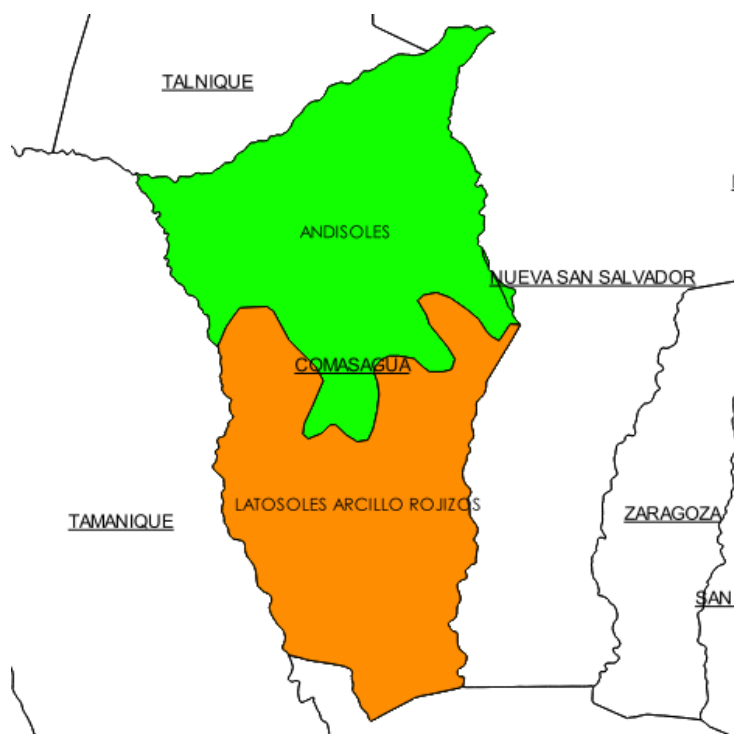 TALNIQUE
ANDISOLES
NUEVA SAN SALVADOR
COMASAGUA
LATOSOLES ARCILLO ROJIZOS
ZARAGOZA
TAMANIQUE
SAN